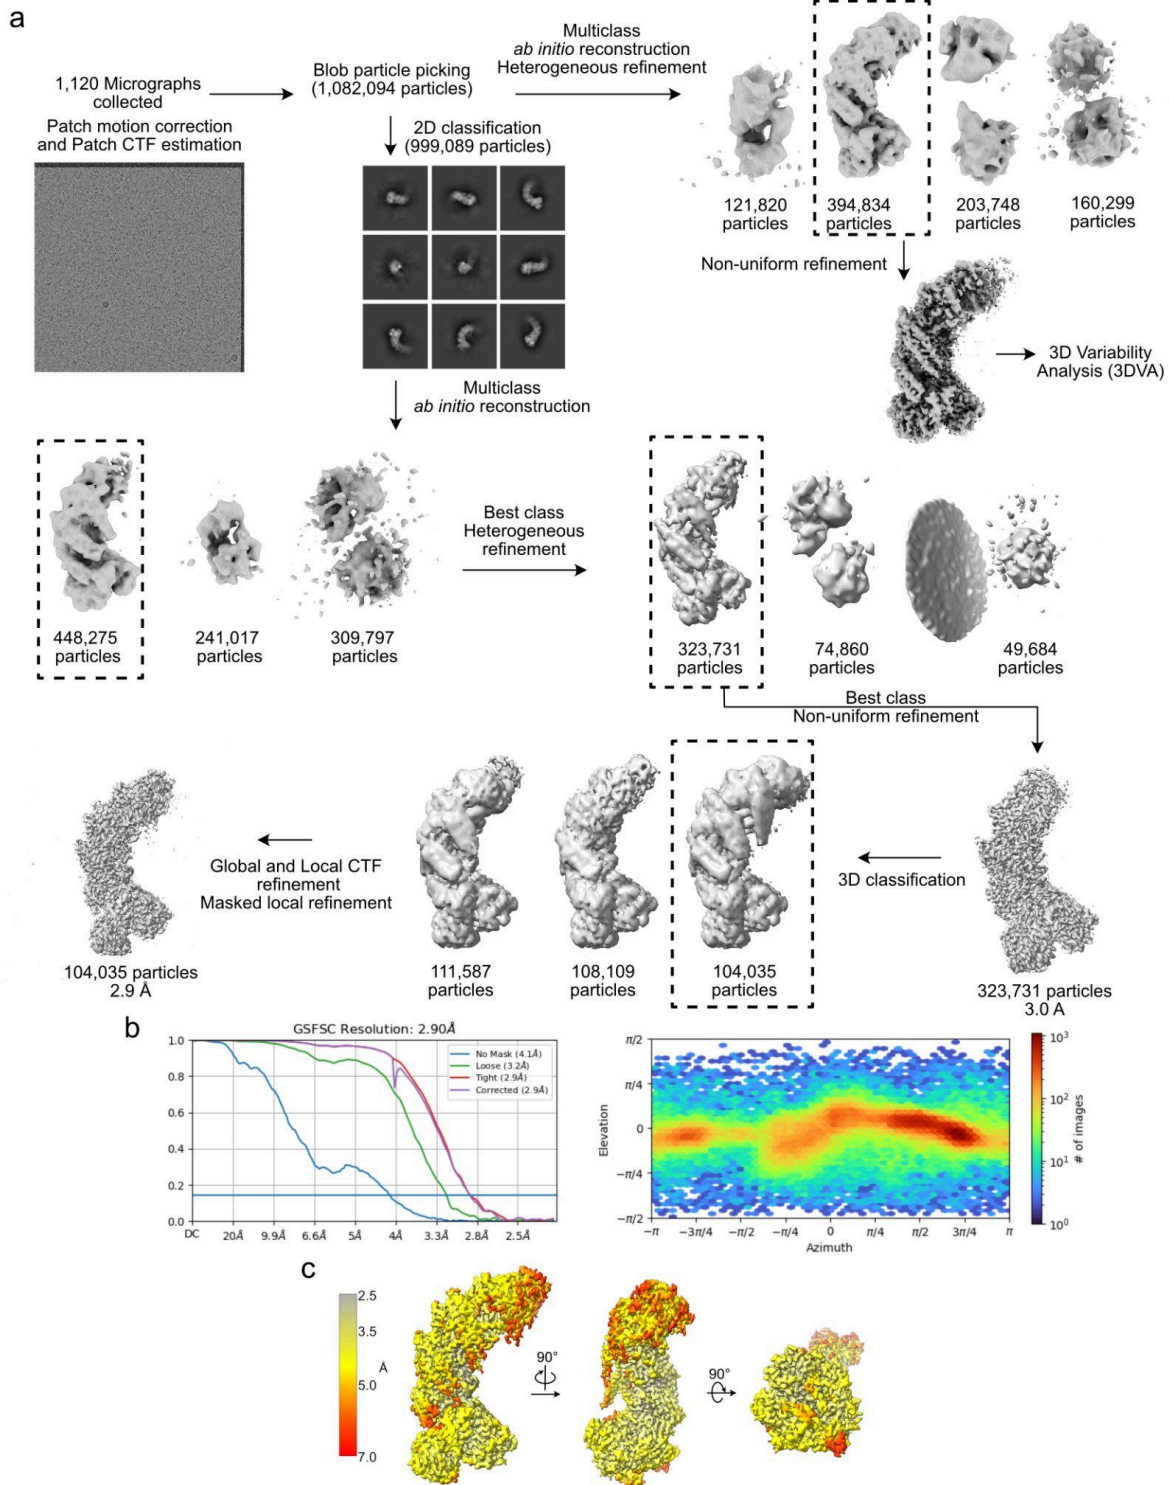 a
1,120 Micrographs
collected
Patch motion correction
and Patch CTF estimation
Blob particle picking
(1,082,094 particles)
2D classification
(999,089 particles)
Multiclass
ab initio reconstruction
Heterogeneous refinement
121,820
particles
394,834
particles
203,748
particles
160,299
particles
Non-uniform refinement
3D Variability
Analysis (3DVA)
Multiclass
ab initio reconstruction
448,275
particles
241,017
particles
309,797
particles
Best class
Heterogeneous
refinement
323,731
particles
74,860
particles
49,684
particles
Best class
Non-uniform refinement
323,731 particles
3.0 Å
3D classification
111,587
particles
108,109
particles
104,035
particles
Global and Local CTF
refinement
Masked local refinement
104,035 particles
2.9 Å
b
GSFSC Resolution: 2.90Å
1.0
0.8
0.6
0.4
0.2
0.0
DC 20Å 9.9Å 6.6Å 5Å 4Å 3.3Å 2.8Å 2.5Å
No Mask (4.1Å)
Loose (3.2Å)
Tight (2.9Å)
Corrected (2.9Å)
Elevation
π/2
π/4
0
−π/4
−π/2
−π −3π/4 −π/2 −π/4 0 π/4 π/2 3π/4 π
Azimuth
10³
10²
10¹
10⁰
# of images
c
2.5
3.5
Å
5.0
7.0
90°
90°